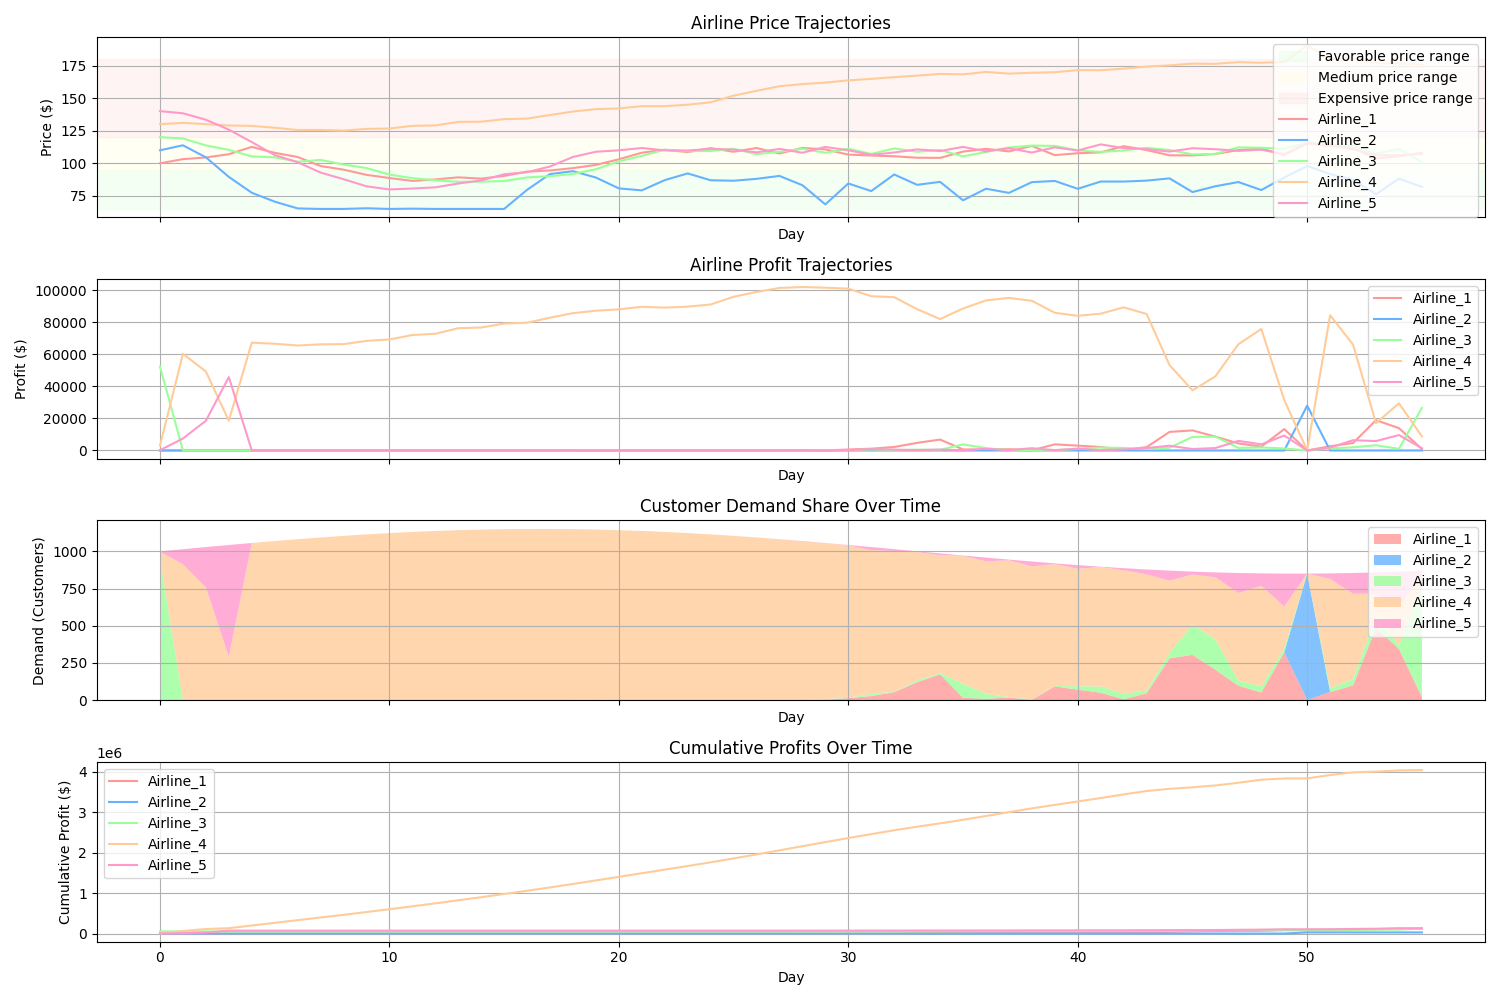 Airline Price Trajectories
Price ($)
175
150
125
100
75
Favorable price range
Medium price range
Expensive price range
Airline_1
Airline_2
Airline_3
Airline_4
Airline_5
Day
Airline Profit Trajectories
Profit ($)
100000
80000
60000
40000
20000
0
Airline_1
Airline_2
Airline_3
Airline_4
Airline_5
Day
Customer Demand Share Over Time
Demand (Customers)
1000
750
500
250
0
Airline_1
Airline_2
Airline_3
Airline_4
Airline_5
Day
Cumulative Profits Over Time
1e6
Cumulative Profit ($)
4
3
2
1
0
Airline_1
Airline_2
Airline_3
Airline_4
Airline_5
0 10 20 30 40 50
Day